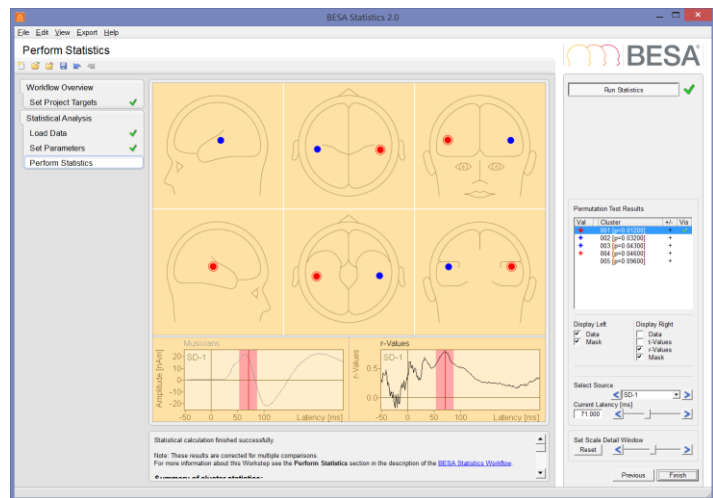 BESA Statistics 2.0
File Edit View Export Help
Perform Statistics
BESA
Workflow Overview
Set Project Targets
Statistical Analysis
Load Data
Set Parameters
Perform Statistics
Run Statistics
Permutation Test Results
Val Cluster +/- Vis
001 [p=0.01200] +
002 [p=0.03200] +
003 [p=0.04300] +
004 [p=0.04600] +
005 [p=0.09600] +
Display Left Display Right
Data Data
Mask t-Values
r-Values
Mask
Musicians
SD-1
Amplitude [nAm]
20
10
0
-10
-20
-50 0 50 100 Latency [ms]
r-Values
SD-1
r-Values
0.5
0.0
-50 0 50 100 Latency [ms]
Select Source
SD-1
Current Latency [ms]
71.000
Set Scale Detail Window
Reset
Statistical calculation finished successfully.
Note: These results are corrected for multiple comparisons.
For more information about this Workstep see the Perform Statistics section in the description of the BESA Statistics Workflow.
Summary of cluster statistics:
Previous Finish